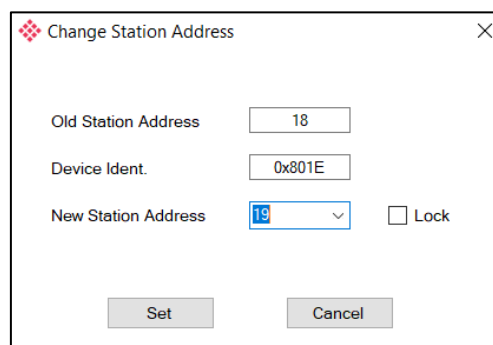 Change Station Address
Old Station Address 18
Device Ident. 0x801E
New Station Address 19 Lock
Set Cancel